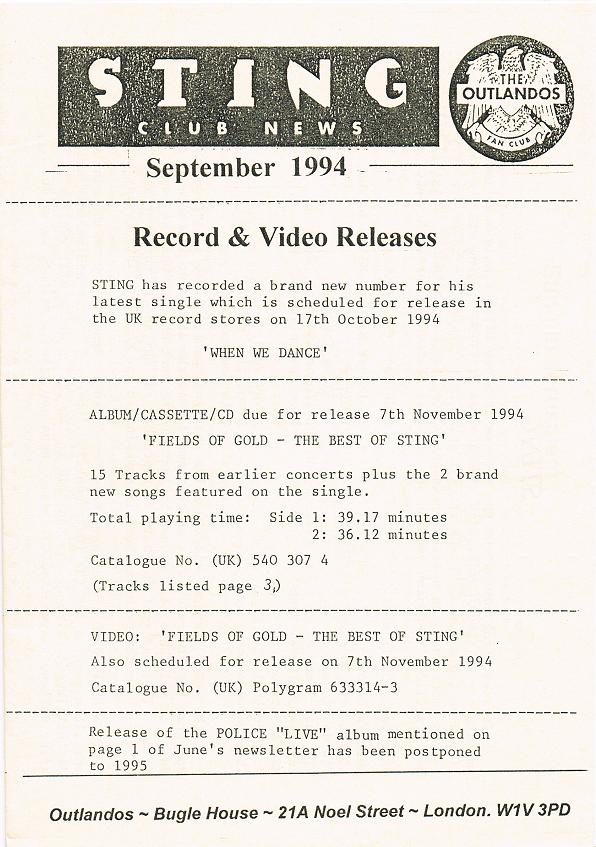 STING
CLUB NEWS
THE
OUTLANDOS
FAN CLUB
September 1994
Record & Video Releases
STING has recorded a brand new number for his
latest single which is scheduled for release in
the UK record stores on 17th October 1994
'WHEN WE DANCE'
ALBUM/CASSETTE/CD due for release 7th November 1994
'FIELDS OF GOLD - THE BEST OF STING'
15 Tracks from earlier concerts plus the 2 brand
new songs featured on the single.
Total playing time: Side 1: 39.17 minutes
2: 36.12 minutes
Catalogue No. (UK) 540 307 4
(Tracks listed page 3,)
VIDEO: 'FIELDS OF GOLD - THE BEST OF STING'
Also scheduled for release on 7th November 1994
Catalogue No. (UK) Polygram 633314-3
Release of the POLICE "LIVE" album mentioned on
page 1 of June's newsletter has been postponed
to 1995
Outlandos ~ Bugle House ~ 21A Noel Street ~ London. W1V 3PD